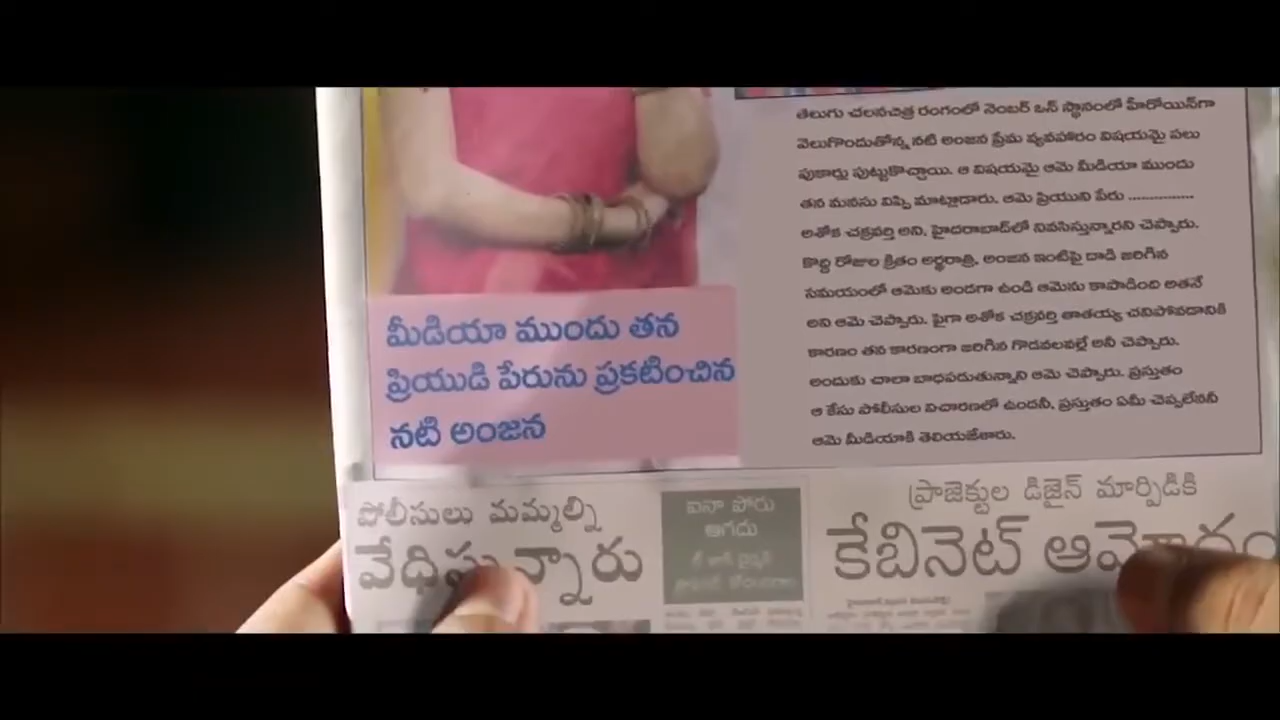 తెలుగు చలనచిత్ర రంగంలో నెంబర్ ఒన్ స్థానంలో హీరోయిన్‌గా
వెలుగొందుతోన్న నటి అంజన ప్రేమ వ్యవహారం విషయమై పలు
పుకార్లు పుట్టుకొచ్చాయి. ఆ విషయమై ఆమె మీడియా ముందు
తన మనసు విప్పి మాట్లాడారు. ఆమె ప్రియుని పేరు ...............
అశోక చక్రవర్తి అని, హైదరాబాద్‌లో నివసిస్తున్నారని చెప్పారు.
కొద్ది రోజుల క్రితం అర్థరాత్రి, అంజన ఇంటిపై దాడి జరిగిన
సమయంలో ఆమెకు అండగా ఉండి ఆమెను కాపాడింది అతనే
అని ఆమె చెప్పారు. పైగా అశోక చక్రవర్తి తాతయ్య చనిపోవడానికి
కారణం తన కారణంగా జరిగిన గొడవలవల్లే అనీ చెప్పారు.
అందుకు చాలా బాధపడుతున్నాని ఆమె చెప్పారు. ప్రస్తుతం
ఆ కేసు పోలీసుల విచారణలో ఉందనీ, ప్రస్తుతం ఏమీ చెప్పలేననీ
ఆమె మీడియాకి తెలియజేశారు.
మీడియా ముందు తన
ప్రియుడి పేరును ప్రకటించిన
నటి అంజన
పోలీసులు మమ్మల్ని
వేధిస్తున్నారు
ఐనా పోరు
ఆగదు
ప్రాజెక్టుల డిజైన్ మార్పిడికి
కేబినెట్